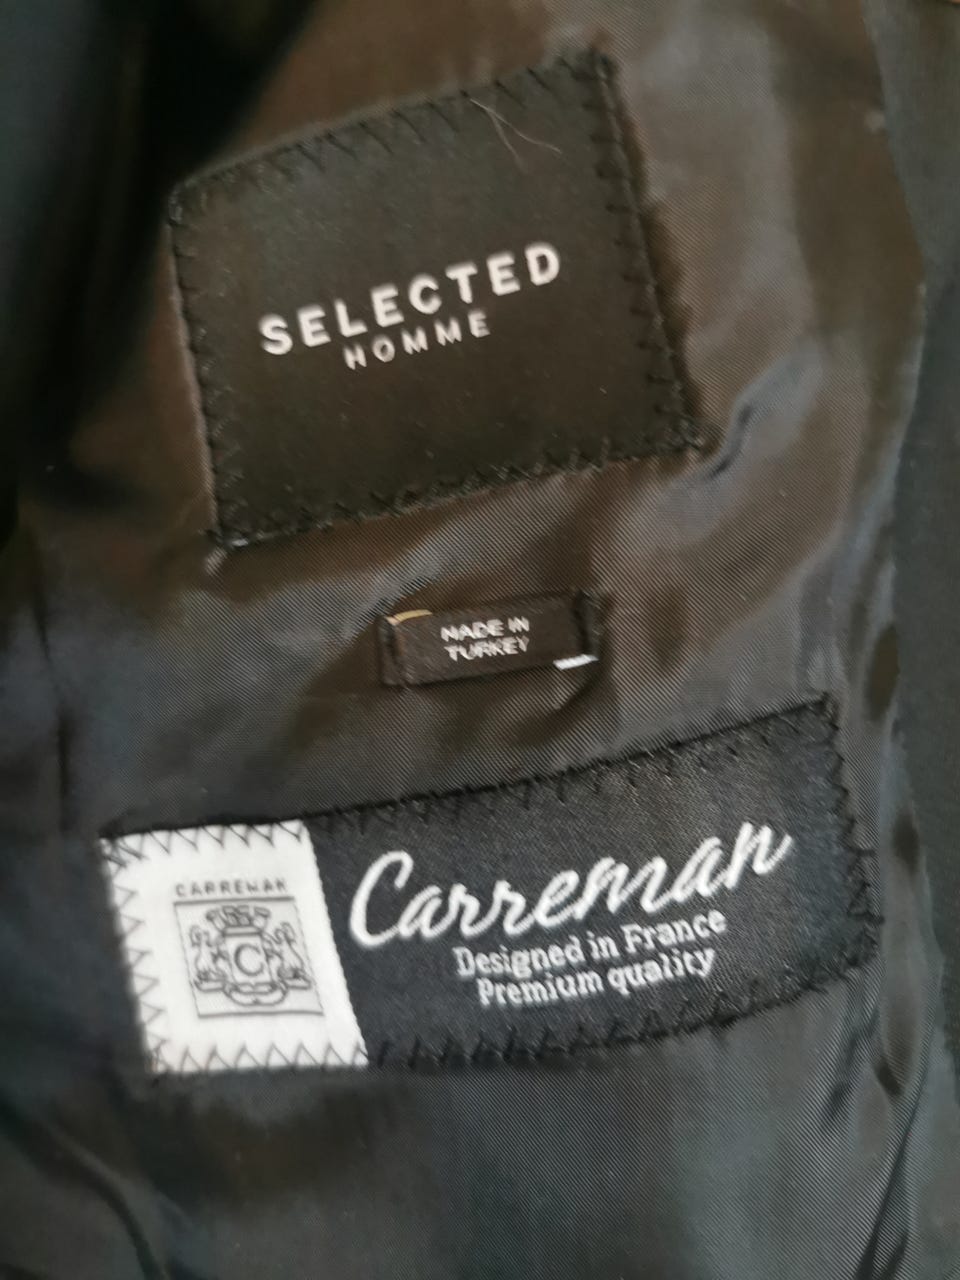 SELECTED
HOMME
MADE IN
TURKEY
CARREMAN
C
Carreman
Designed in France
Premium quality